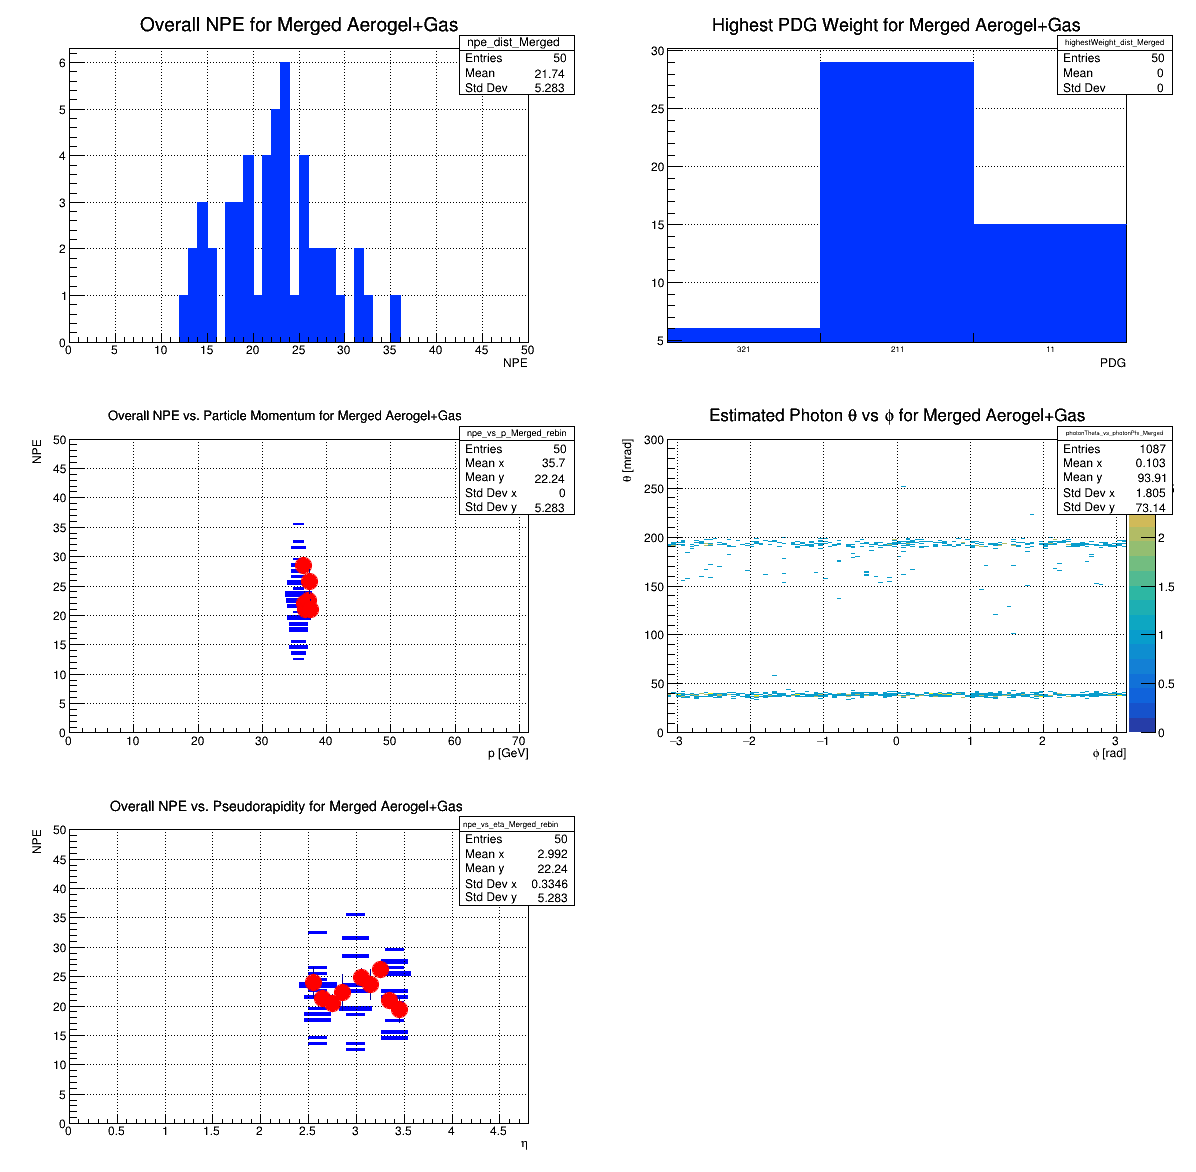 Overall NPE for Merged Aerogel+Gas
npe_dist_Merged
Entries 50
Mean 21.74
Std Dev 5.283
6
5
4
3
2
1
0
0 5 10 15 20 25 30 35 40 45 50
NPE
Highest PDG Weight for Merged Aerogel+Gas
highestWeight_dist_Merged
Entries 50
Mean 0
Std Dev 0
30
25
20
15
10
5
321 211 11
PDG
Overall NPE vs. Particle Momentum for Merged Aerogel+Gas
npe_vs_p_Merged_rebin
Entries 50
Mean x 35.7
Mean y 22.24
Std Dev x 0
Std Dev y 5.283
NPE
50
45
40
35
30
25
20
15
10
5
0
0 10 20 30 40 50 60 70
p [GeV]
Estimated Photon θ vs ϕ for Merged Aerogel+Gas
photonTheta_vs_photonPhi_Merged
Entries 1087
Mean x 0.103
Mean y 93.91
Std Dev x 1.805
Std Dev y 73.14
θ [mrad]
300
250
200
150
100
50
0
−3 −2 −1 0 1 2 3
ϕ [rad]
2
1.5
1
0.5
0
Overall NPE vs. Pseudorapidity for Merged Aerogel+Gas
npe_vs_eta_Merged_rebin
Entries 50
Mean x 2.992
Mean y 22.24
Std Dev x 0.3346
Std Dev y 5.283
NPE
50
45
40
35
30
25
20
15
10
5
0
0 0.5 1 1.5 2 2.5 3 3.5 4 4.5
η